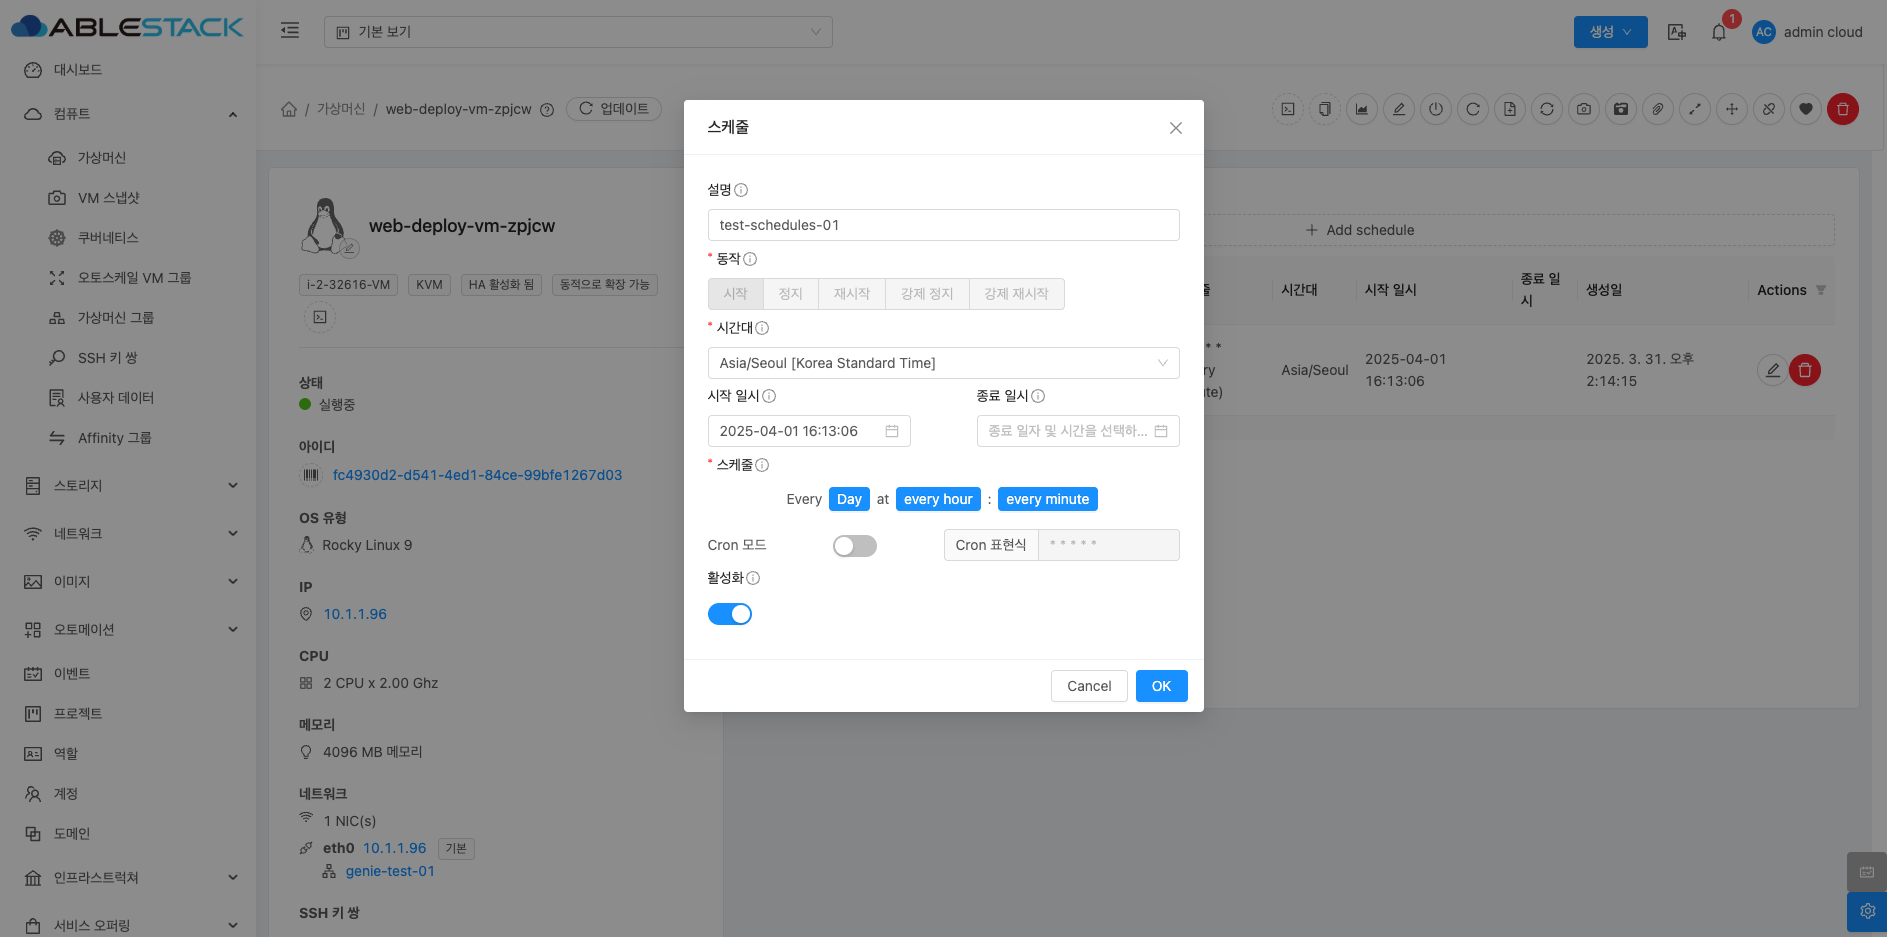 ABLESTACK
기본 보기
생성
1
AC
admin cloud
대시보드
컴퓨트
가상머신
VM 스냅샷
쿠버네티스
오토스케일 VM 그룹
가상머신 그룹
SSH 키 쌍
사용자 데이터
Affinity 그룹
스토리지
네트워크
이미지
오토메이션
이벤트
프로젝트
역할
계정
도메인
인프라스트럭쳐
서비스 오퍼링
/ 가상머신 / web-deploy-vm-zpjcw
업데이트
web-deploy-vm-zpjcw
i-2-32616-VM
KVM
HA 활성화 됨
동적으로 확장 가능
상태
실행중
아이디
fc4930d2-d541-4ed1-84ce-99bfe1267d03
OS 유형
Rocky Linux 9
IP
10.1.1.96
CPU
2 CPU x 2.00 Ghz
메모리
4096 MB 메모리
네트워크
1 NIC(s)
eth0 10.1.1.96 기본
genie-test-01
SSH 키 쌍
스케줄
설명
test-schedules-01
* 동작
시작 정지 재시작 강제 정지 강제 재시작
* 시간대
Asia/Seoul [Korea Standard Time]
시작 일시 종료 일시
2025-04-01 16:13:06 종료 일자 및 시간을 선택하...
* 스케줄
Every Day at every hour : every minute
Cron 모드 Cron 표현식 * * * * *
활성화
Cancel OK
+ Add schedule
시간대 시작 일시 종료 일
시
생성일 Actions
* *
ry
ute)
Asia/Seoul
2025-04-01
16:13:06
2025. 3. 31. 오후
2:14:15